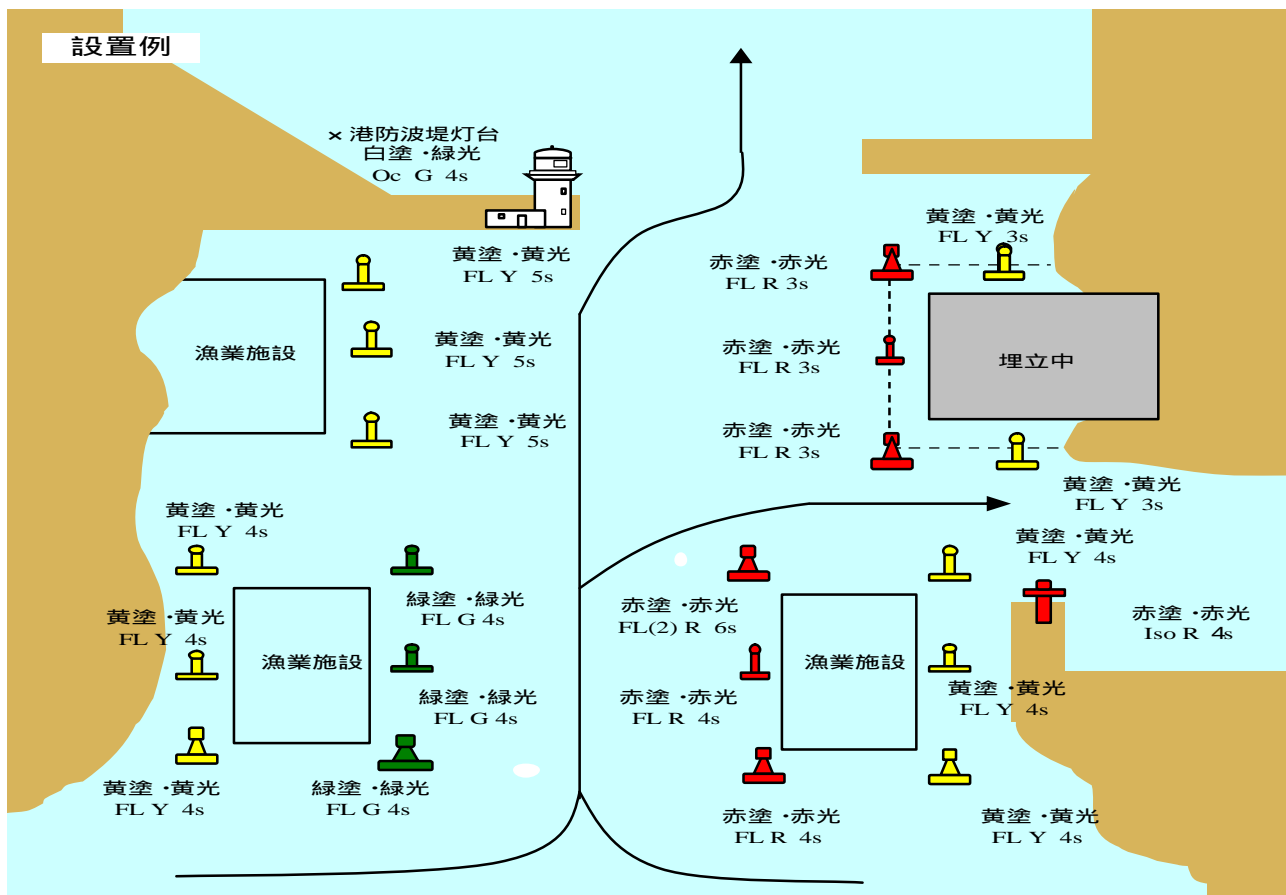 設置例
× 港防波堤灯台
白塗・緑光
Oc G 4s
黄塗・黄光
FL Y 5s
黄塗・黄光
FL Y 5s
黄塗・黄光
FL Y 5s
漁業施設
赤塗・赤光
FL R 3s
赤塗・赤光
FL R 3s
赤塗・赤光
FL R 3s
黄塗・黄光
FL Y 3s
埋立中
黄塗・黄光
FL Y 3s
黄塗・黄光
FL Y 4s
黄塗・黄光
FL Y 4s
黄塗・黄光
FL Y 4s
漁業施設
緑塗・緑光
FL G 4s
緑塗・緑光
FL G 4s
緑塗・緑光
FL G 4s
赤塗・赤光
FL(2) R 6s
赤塗・赤光
FL R 4s
赤塗・赤光
FL R 4s
漁業施設
黄塗・黄光
FL Y 4s
黄塗・黄光
FL Y 4s
黄塗・黄光
FL Y 4s
赤塗・赤光
Iso R 4s